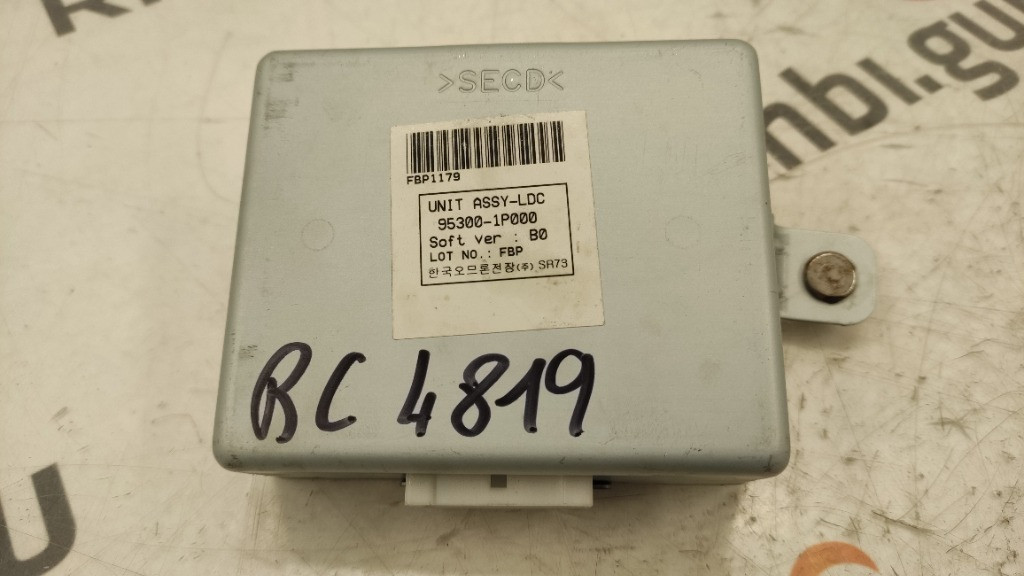 >SECD<
FBP1179
UNIT ASSY-LDC
95300-1P000
Soft Ver : B0
LOT NO.: FBP
한국오므론전장(주) SR73
BC 4819